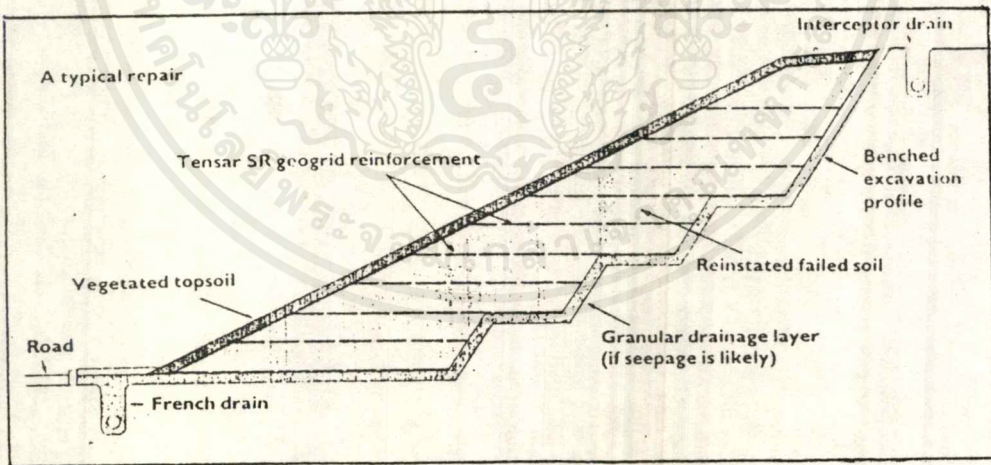 Interceptor drain
A typical repair
Tensar SR geogrid reinforcement
Benched
excavation
profile
Reinstated failed soil
Vegetated topsoil
Granular drainage layer
(if seepage is likely)
Road
French drain